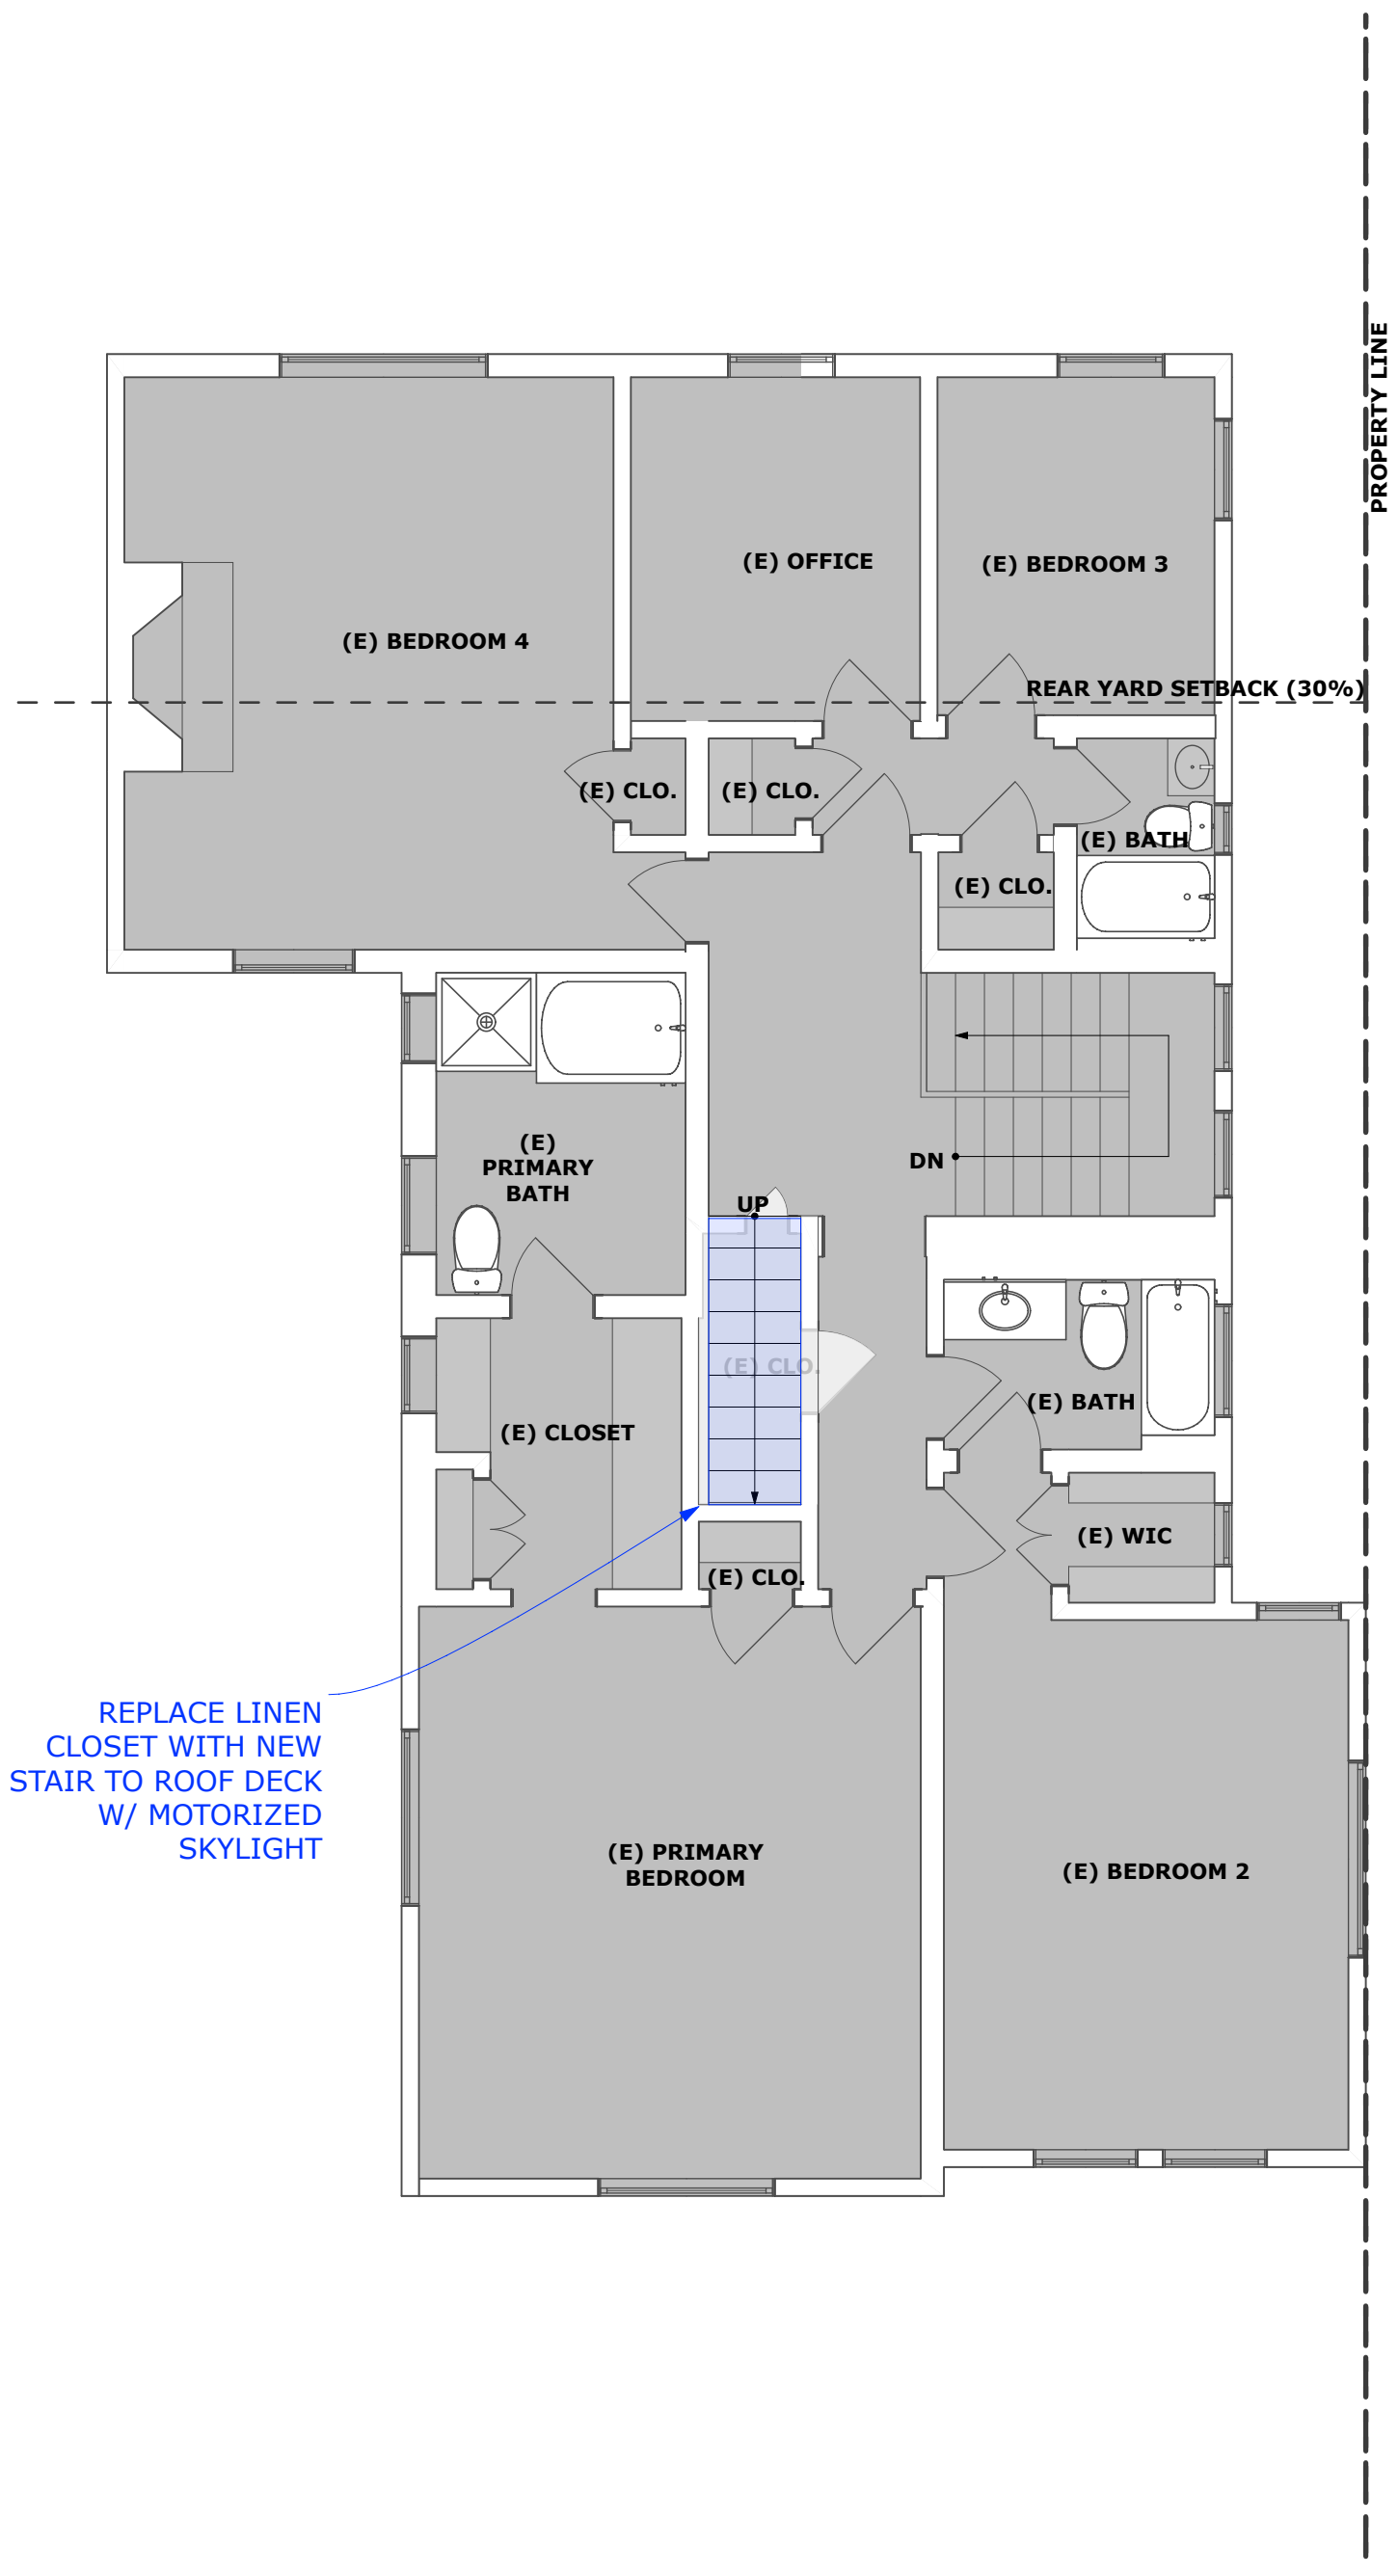 PROPERTY LINE
(E) OFFICE
(E) BEDROOM 3
(E) BEDROOM 4
REAR YARD SETBACK (30%)
(E) CLO.
(E) CLO.
(E) BATH
(E) CLO.
(E)
PRIMARY
BATH
DN
UP
(E) CLO.
(E) BATH
(E) CLOSET
(E) WIC
(E) CLO.
REPLACE LINEN
CLOSET WITH NEW
STAIR TO ROOF DECK
W/ MOTORIZED
SKYLIGHT
(E) PRIMARY
BEDROOM
(E) BEDROOM 2